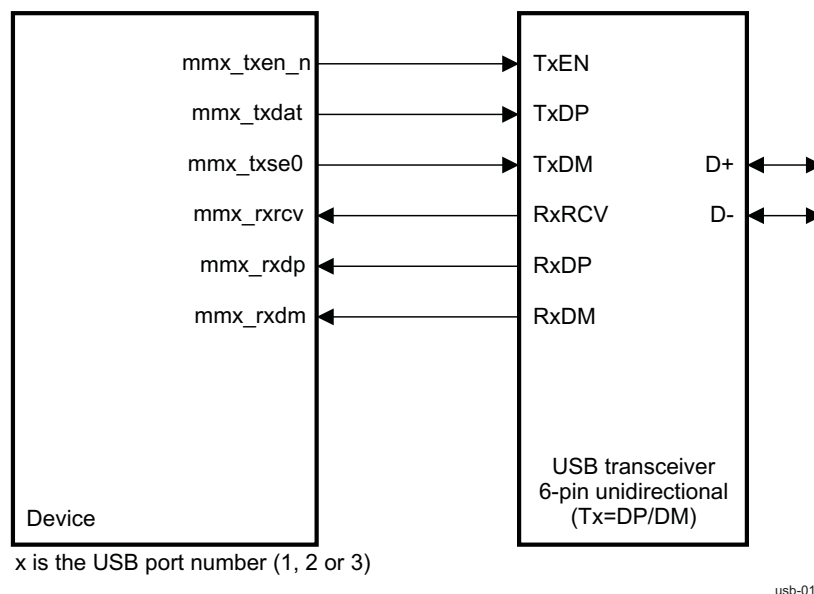 mmx_txen_n TxEN
mmx_txdat TxDP
mmx_txse0 TxDM D+
mmx_rxrcv RxRCV D-
mmx_rxdp RxDP
mmx_rxdm RxDM
USB transceiver
6-pin unidirectional
(Tx=DP/DM)
Device
x is the USB port number (1, 2 or 3)
usb-01